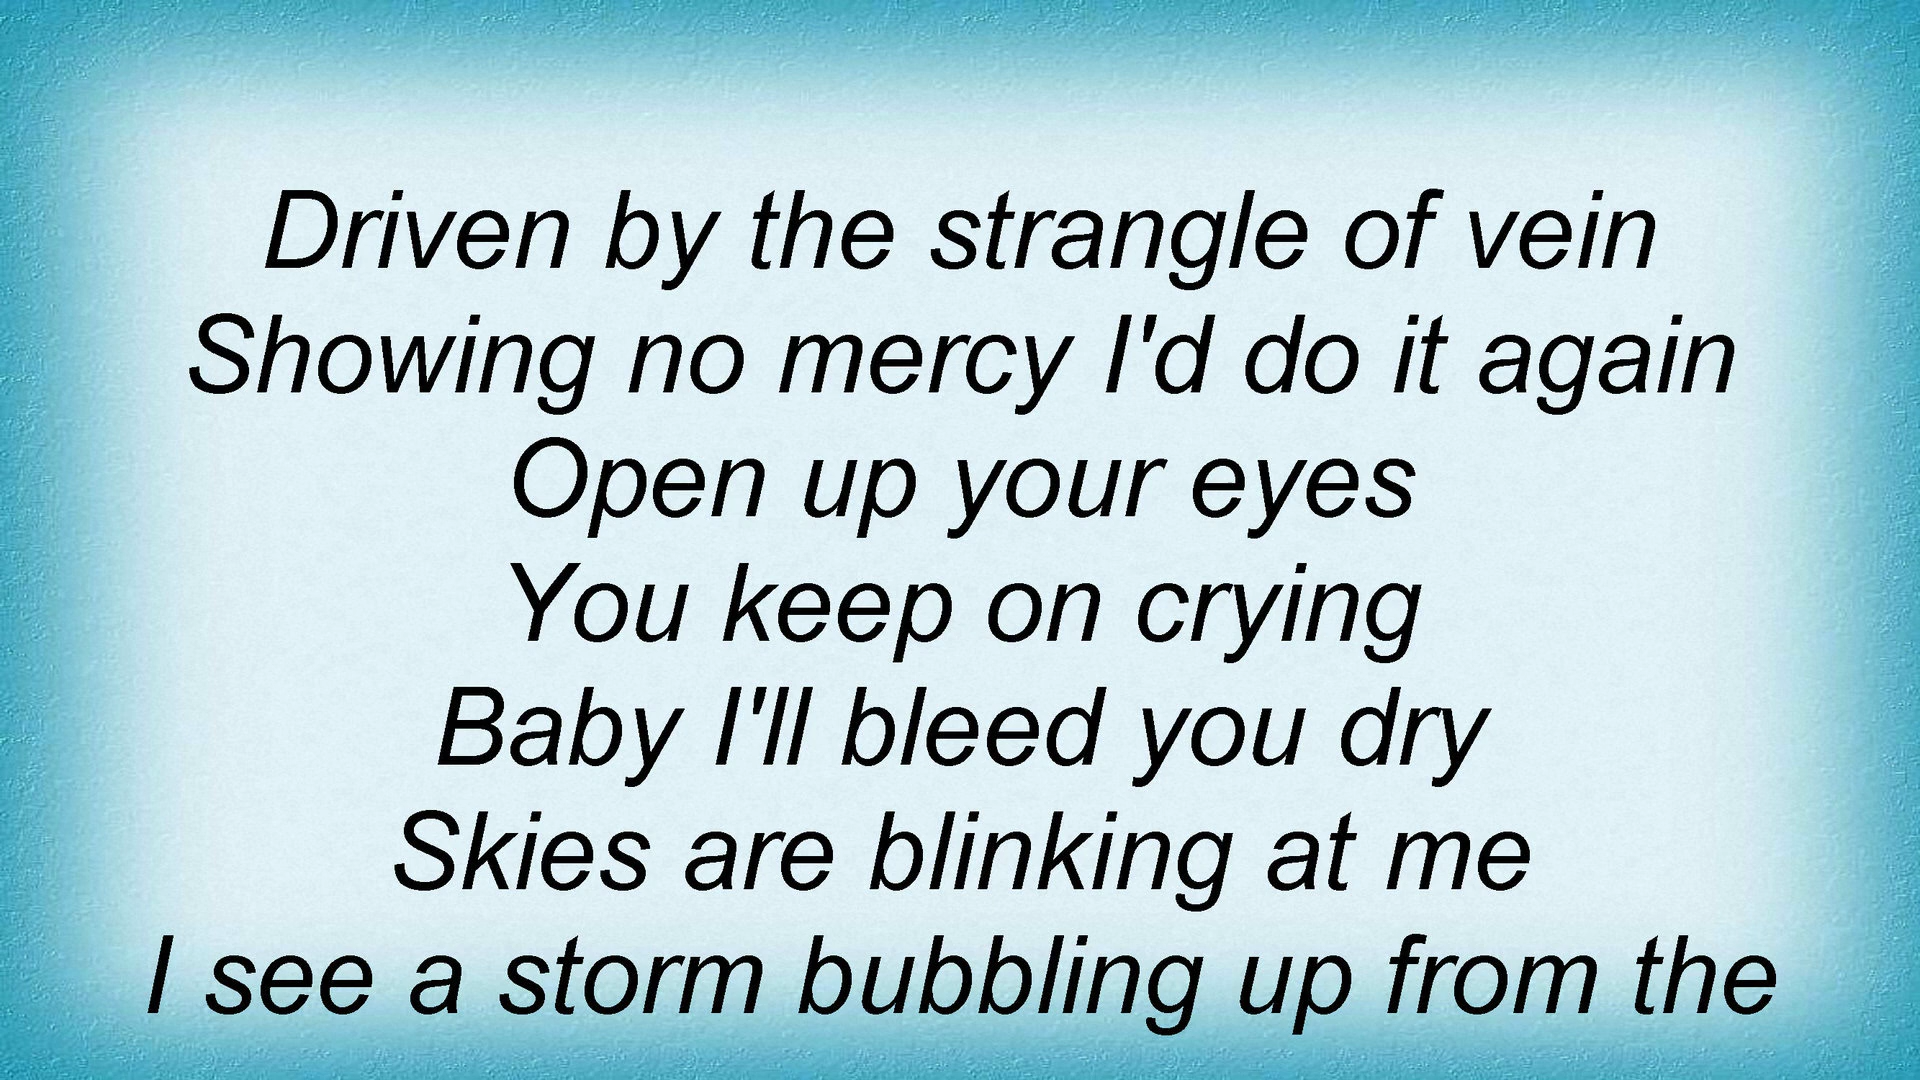 Driven by the strangle of vein
Showing no mercy I'd do it again
Open up your eyes
You keep on crying
Baby I'll bleed you dry
Skies are blinking at me
I see a storm bubbling up from the